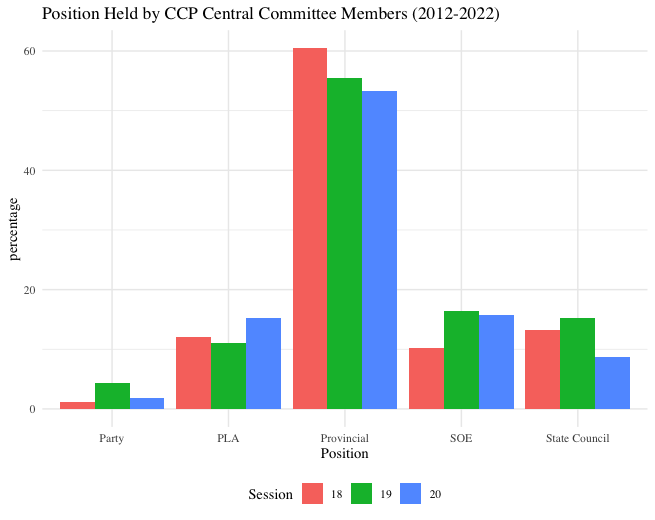 Position Held by CCP Central Committee Members (2012-2022)
60
40
20
0
percentage
Party PLA Provincial SOE State Council
Position
Session 18 19 20